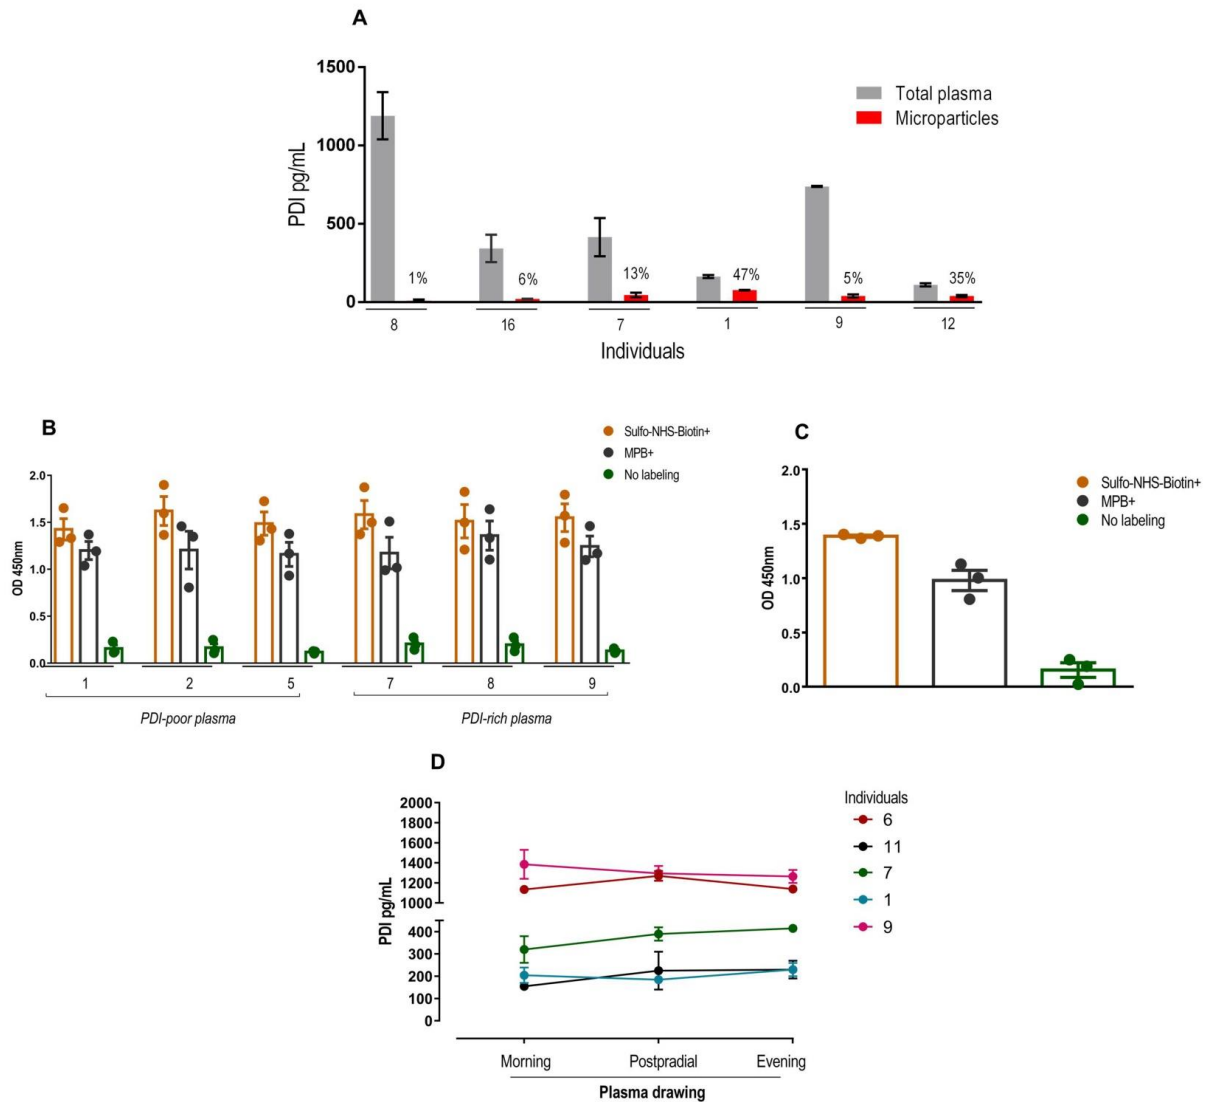 A
1500
1000
500
0
PDI pg/mL
Total plasma
Microparticles
1%
6%
13%
47%
5%
35%
8
16
7
1
9
12
Individuals
B
Sulfo-NHS-Biotin+
MPB+
No labeling
2.0
1.5
1.0
0.5
0.0
OD 450nm
1
2
5
7
8
9
PDI-poor plasma
PDI-rich plasma
C
Sulfo-NHS-Biotin+
MPB+
No labeling
2.0
1.5
1.0
0.5
0.0
OD 450nm
D
2000
1800
1600
1400
1200
1000
400
300
200
100
0
PDI pg/mL
Individuals
6
11
7
1
9
Morning
Postpradial
Evening
Plasma drawing